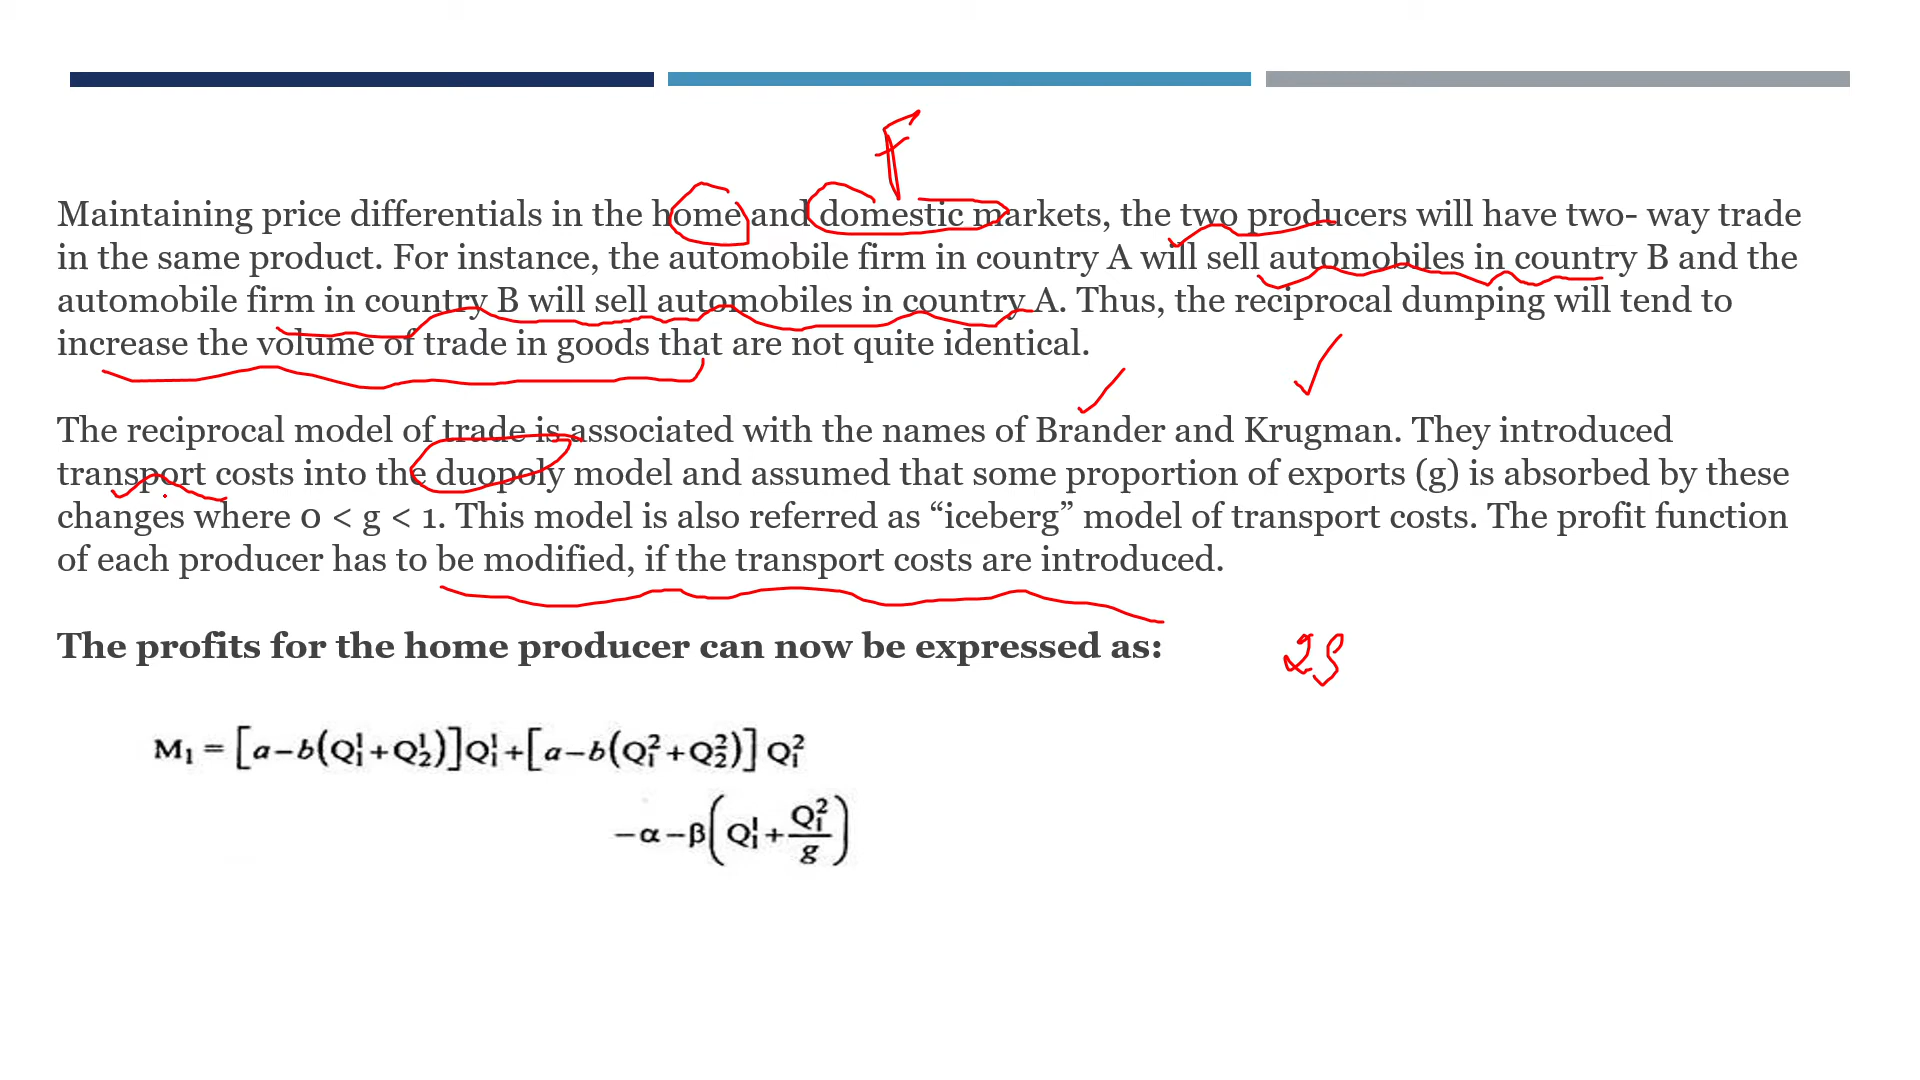 F
Maintaining price differentials in the home and domestic markets, the two producers will have two- way trade
in the same product. For instance, the automobile firm in country A will sell automobiles in country B and the
automobile firm in country B will sell automobiles in country A. Thus, the reciprocal dumping will tend to
increase the volume of trade in goods that are not quite identical.
The reciprocal model of trade is associated with the names of Brander and Krugman. They introduced
transport costs into the duopoly model and assumed that some proportion of exports (g) is absorbed by these
changes where 0 < g < 1. This model is also referred as “iceberg” model of transport costs. The profit function
of each producer has to be modified, if the transport costs are introduced.
The profits for the home producer can now be expressed as:
M₁ = [a−b(Q₁¹+Q₂¹)]Q₁¹+[a−b(Q₁²+Q₂²)] Q₁²
−α−β(Q₁¹+Q₁²/g)